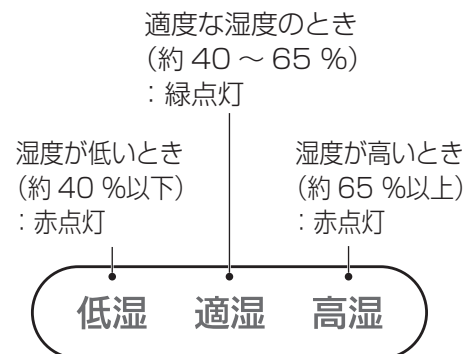 適度な湿度のとき
（約 40 ～ 65 %）
：緑点灯
湿度が低いとき
（約 40 %以下）
：赤点灯
湿度が高いとき
（約 65 %以上）
：赤点灯
低湿 適湿 高湿